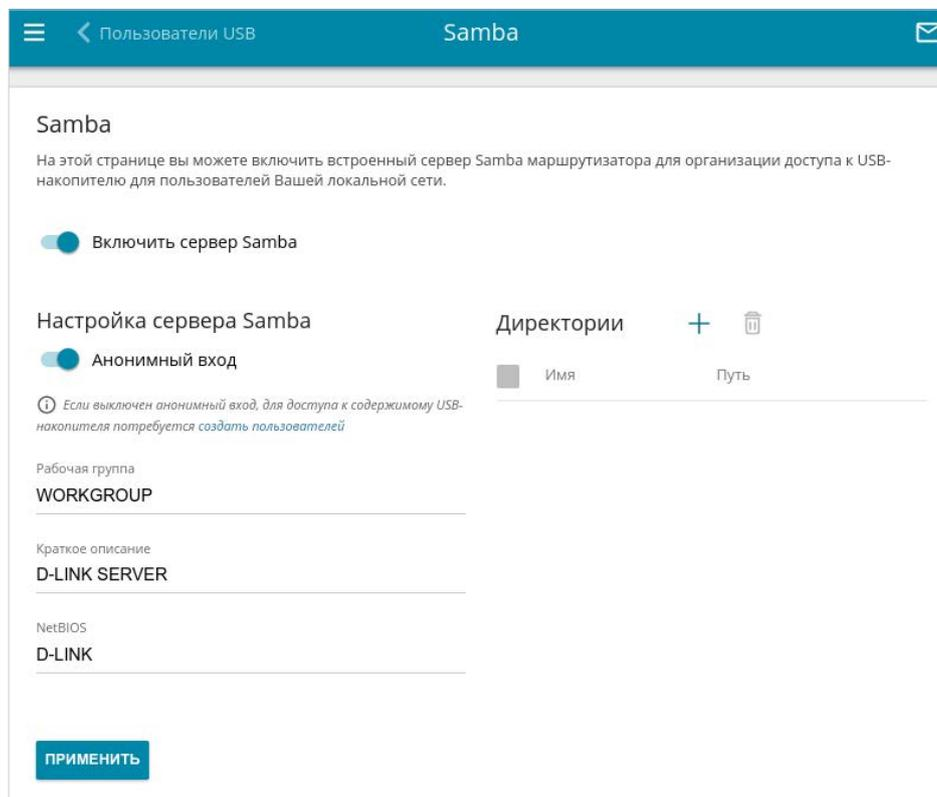 Пользователи USB
Samba
Samba
На этой странице вы можете включить встроенный сервер Samba маршрутизатора для организации доступа к USB-
накопителю для пользователей Вашей локальной сети.
Включить сервер Samba
Настройка сервера Samba
Анонимный вход
Если выключен анонимный вход, для доступа к содержимому USB-
накопителя потребуется создать пользователей
Рабочая группа
WORKGROUP
Краткое описание
D-LINK SERVER
NetBIOS
D-LINK
ПРИМЕНИТЬ
Директории
Имя Путь